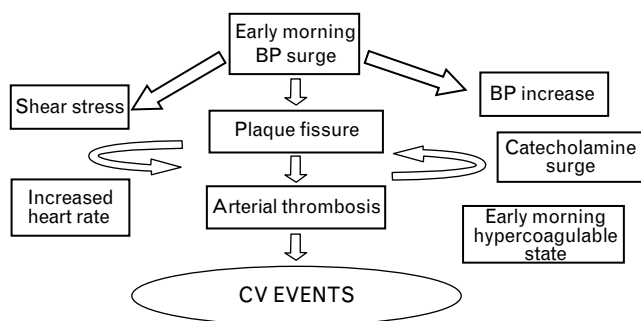 Early morning
BP surge
Shear stress
BP increase
Plaque fissure
Catecholamine
surge
Increased
heart rate
Arterial thrombosis
Early morning
hypercoagulable
state
CV EVENTS